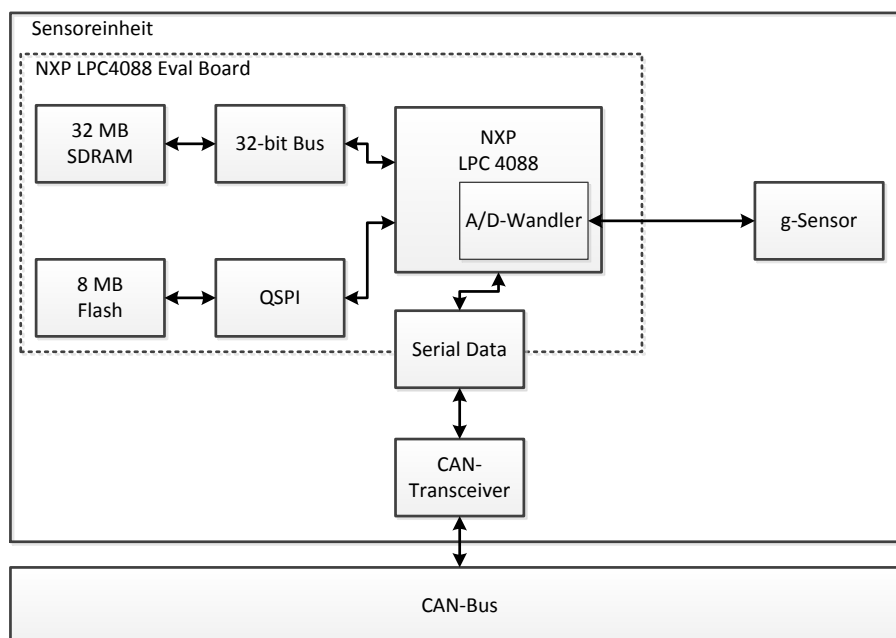 Sensoreinheit
NXP LPC4088 Eval Board
32 MB
SDRAM
32-bit Bus
NXP
LPC 4088
A/D-Wandler
g-Sensor
8 MB
Flash
QSPI
Serial Data
CAN-
Transceiver
CAN-Bus